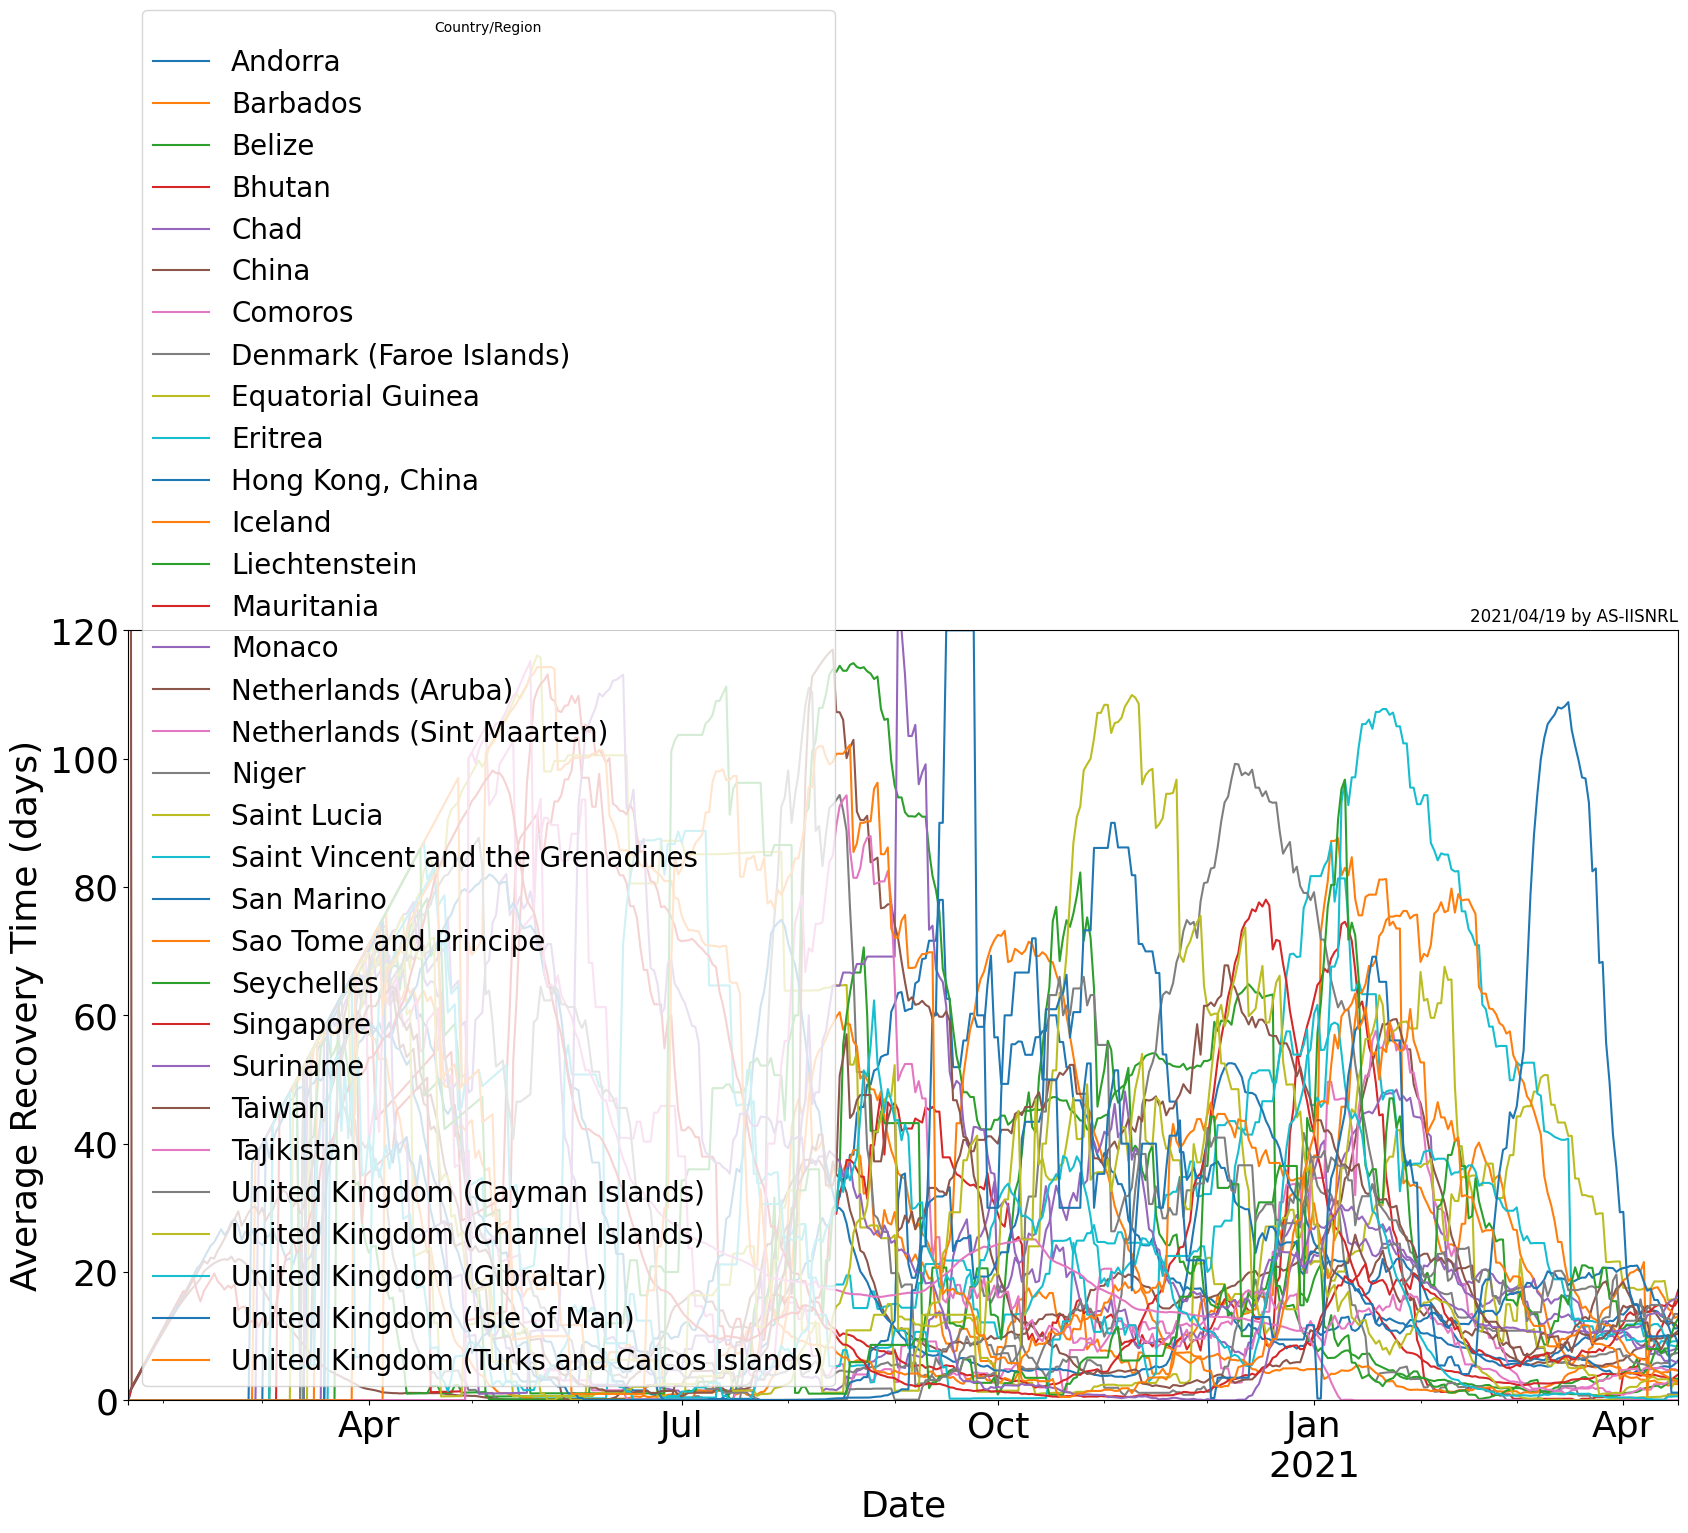 Country/Region
Andorra
Barbados
Belize
Bhutan
Chad
China
Comoros
Denmark (Faroe Islands)
Equatorial Guinea
Eritrea
Hong Kong, China
Iceland
Liechtenstein
Mauritania
Monaco
Netherlands (Aruba)
Netherlands (Sint Maarten)
Niger
Saint Lucia
Saint Vincent and the Grenadines
San Marino
Sao Tome and Principe
Seychelles
Singapore
Suriname
Taiwan
Tajikistan
United Kingdom (Cayman Islands)
United Kingdom (Channel Islands)
United Kingdom (Gibraltar)
United Kingdom (Isle of Man)
United Kingdom (Turks and Caicos Islands)
2021/04/19 by AS-IISNRL
Average Recovery Time (days)
120
100
80
60
40
20
0
Apr Jul Oct Jan Apr
2021
Date